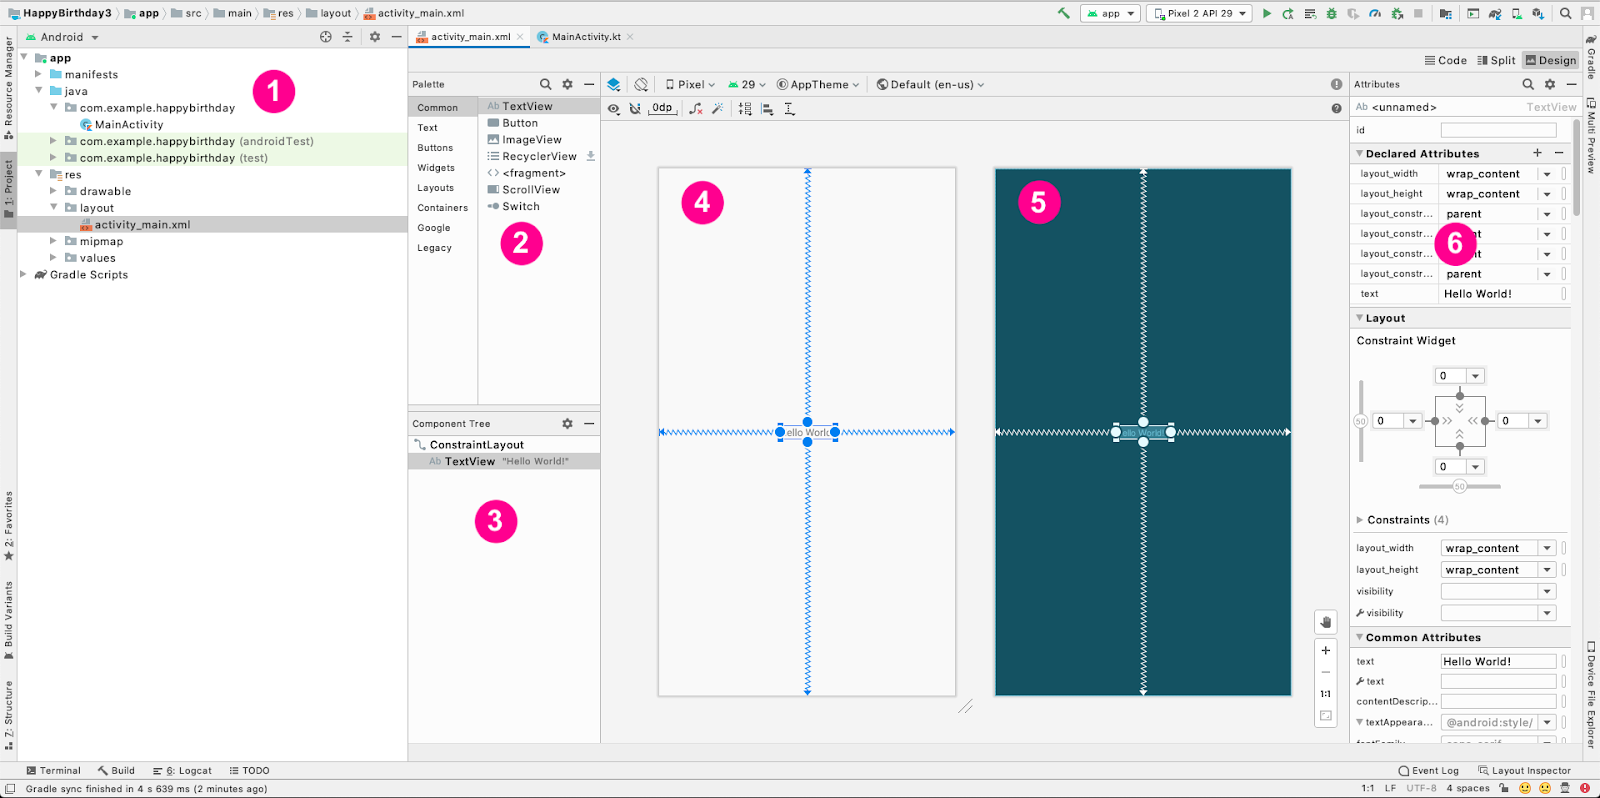 HappyBirthday3 app src main res layout activity_main.xml
app Pixel 2 API 29
Android
activity_main.xml MainActivity.kt
Code Split Design
Resource Manager
1: Project
2: Favorites
Build Variants
7: Structure
app
manifests
java
com.example.happybirthday
MainActivity
com.example.happybirthday (androidTest)
com.example.happybirthday (test)
res
drawable
layout
activity_main.xml
mipmap
values
Gradle Scripts
1
Palette
Common
Text
Buttons
Widgets
Layouts
Containers
Google
Legacy
Ab TextView
Button
ImageView
RecyclerView
<fragment>
ScrollView
Switch
2
Component Tree
ConstraintLayout
Ab TextView "Hello World!"
3
Pixel 29 AppTheme Default (en-us)
0dp
4
5
ello World!
1:1
Attributes
Ab <unnamed> TextView
id
Declared Attributes
layout_width wrap_content
layout_height wrap_content
layout_constr... parent
layout_constr...
layout_constr...
layout_constr... parent
text Hello World!
6
Layout
Constraint Widget
0
50 0 0
0
50
Constraints (4)
layout_width wrap_content
layout_height wrap_content
visibility
visibility
Common Attributes
text Hello World!
text
contentDescrip...
textAppeara... @android:style/
Gradle
Multi Preview
Device File Explorer
Terminal Build 6: Logcat TODO
Event Log Layout Inspector
Gradle sync finished in 4 s 639 ms (2 minutes ago)
1:1 LF UTF-8 4 spaces